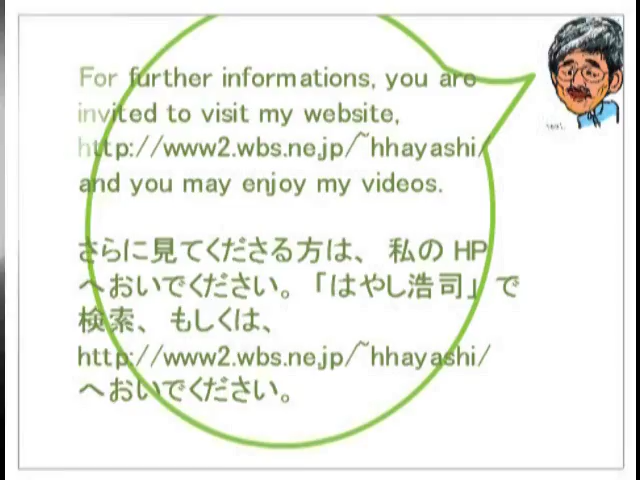 For further informations, you are
invited to visit my website,
http://www2.wbs.ne.jp/~hhayashi/
and you may enjoy my videos.
さらに見てくださる方は、 私の HP
へおいでください。「はやし浩司」 で
検索、 もしくは、
http://www2.wbs.ne.jp/~hhayashi/
へおいでください。